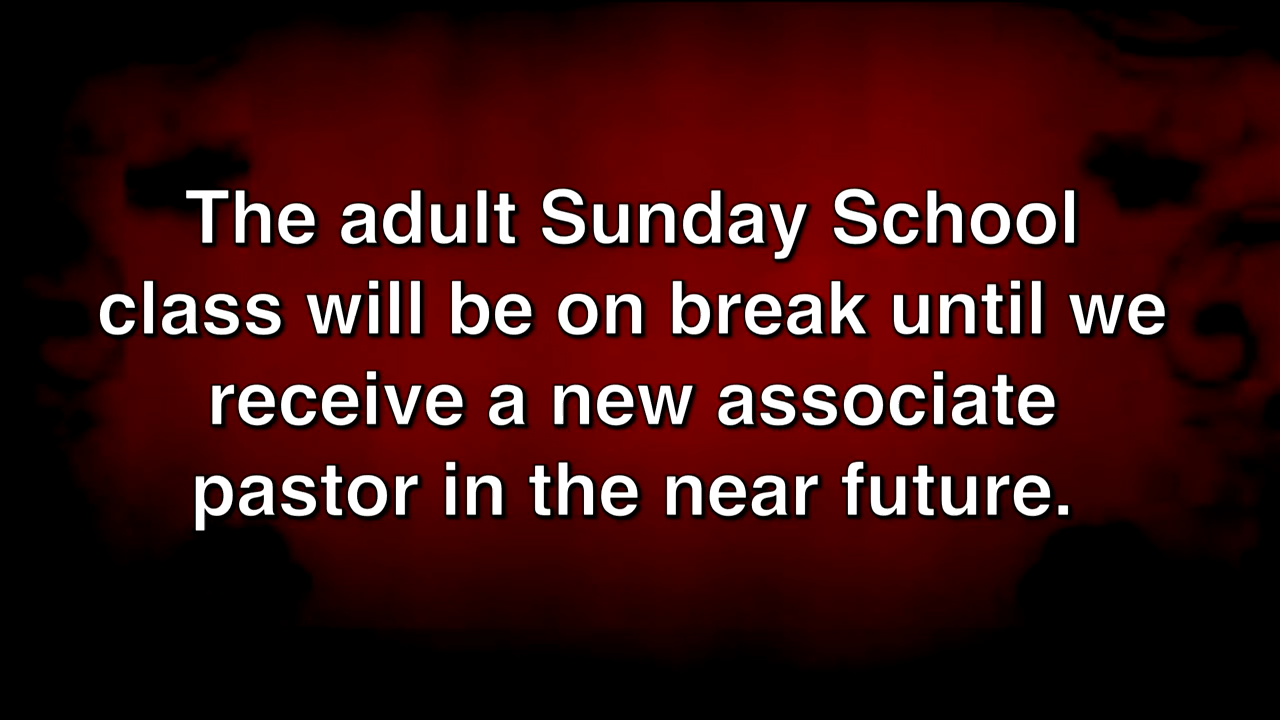 The adult Sunday School
class will be on break until we
receive a new associate
pastor in the near future.